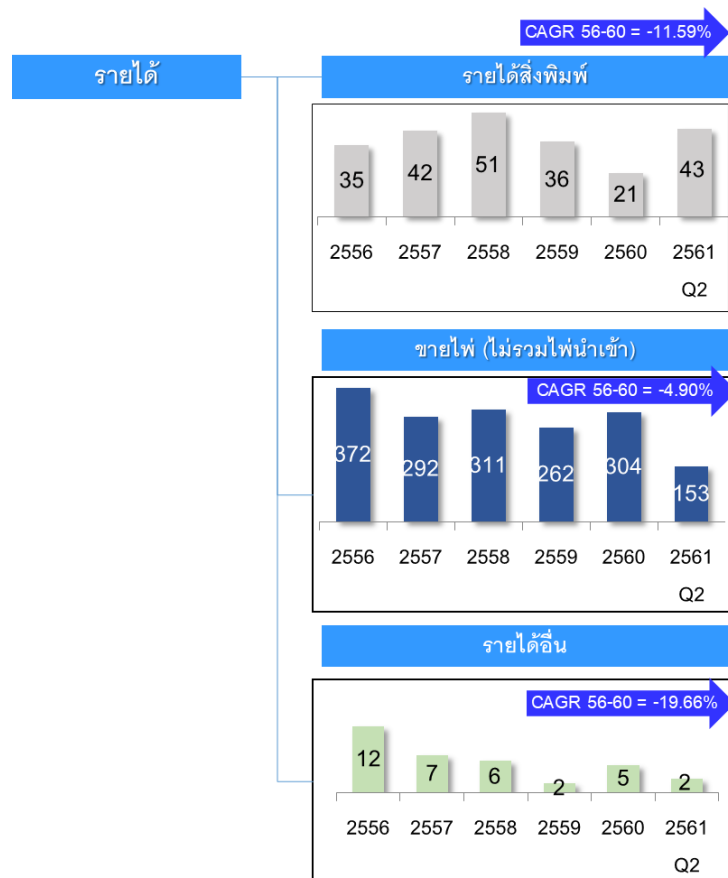 CAGR 56-60 = -11.59%
รายได้
รายได้สิ่งพิมพ์
35 42 51 36 21 43
2556 2557 2558 2559 2560 2561
Q2
ขายไพ่ (ไม่รวมไพ่นำเข้า)
CAGR 56-60 = -4.90%
372 292 311 262 304 153
2556 2557 2558 2559 2560 2561
Q2
รายได้อื่น
CAGR 56-60 = -19.66%
12 7 6 2 5 2
2556 2557 2558 2559 2560 2561
Q2